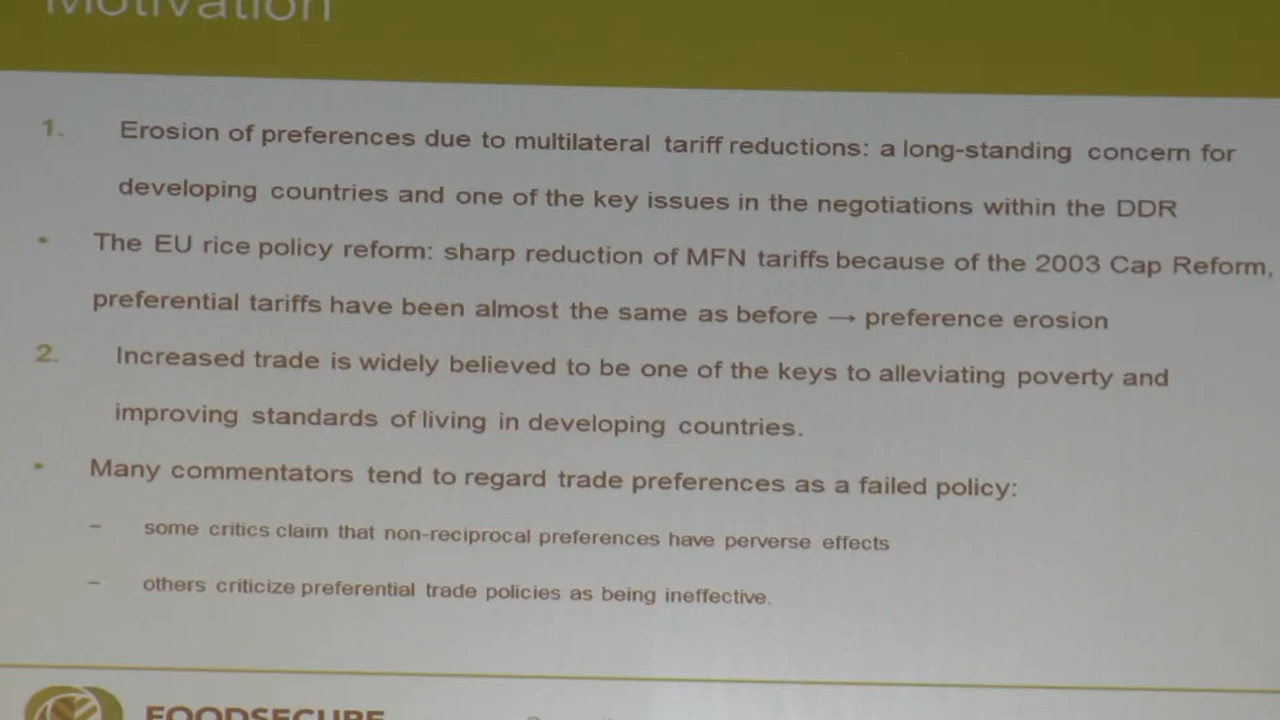 Motivation
1. Erosion of preferences due to multilateral tariff reductions: a long-standing concern for
developing countries and one of the key issues in the negotiations within the DDR
• The EU rice policy reform: sharp reduction of MFN tariffs because of the 2003 Cap Reform,
preferential tariffs have been almost the same as before → preference erosion
2. Increased trade is widely believed to be one of the keys to alleviating poverty and
improving standards of living in developing countries.
• Many commentators tend to regard trade preferences as a failed policy:
– some critics claim that non-reciprocal preferences have perverse effects
– others criticize preferential trade policies as being ineffective.
FOODSECURE